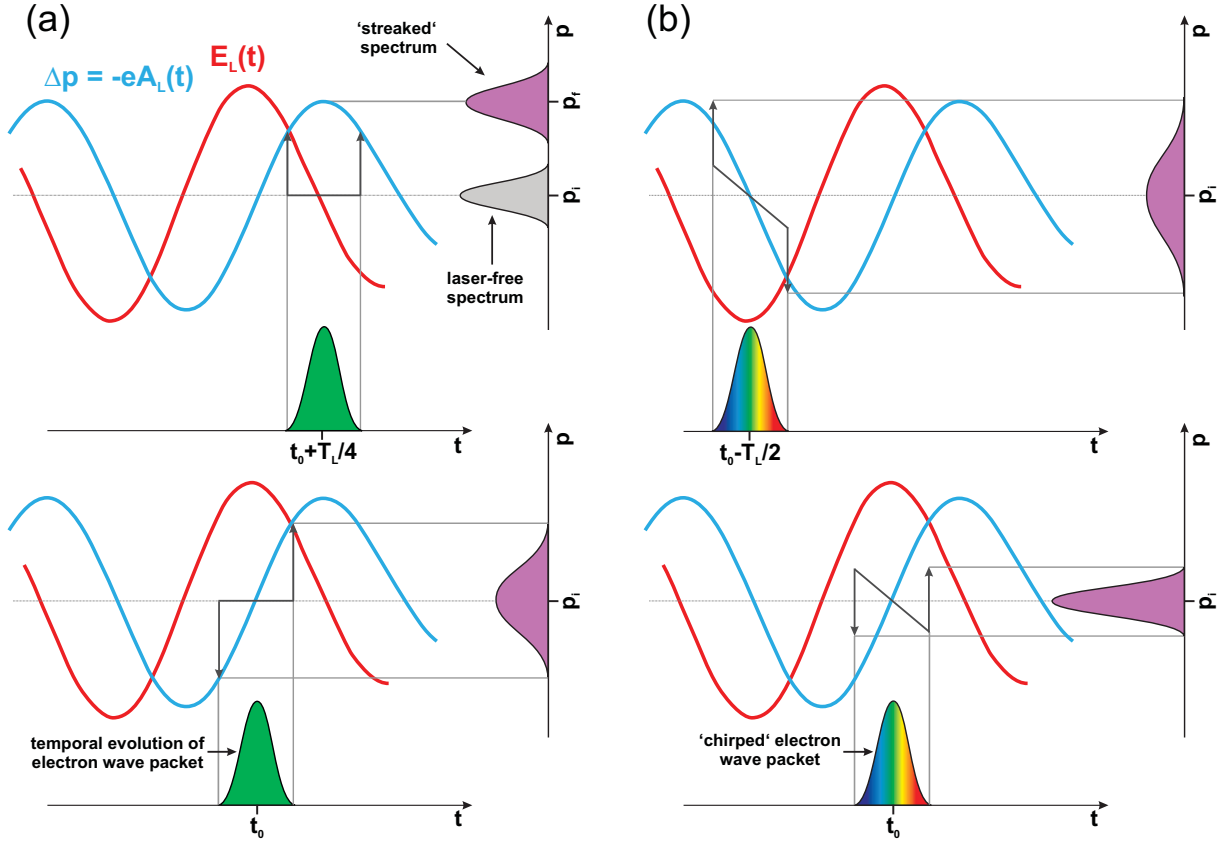 (a)
'streaked'
spectrum
p
E_L(t)
Δp = -eA_L(t)
p_f
p_i
laser-free
spectrum
t_0+T_L/4
t
p
p_i
temporal evolution of
electron wave packet
t_0
t
(b)
p
p_i
t_0-T_L/2
t
p
p_i
'chirped' electron
wave packet
t_0
t